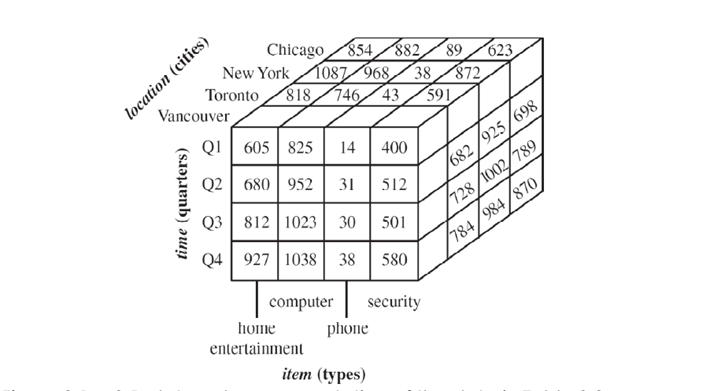 location (cities)
Chicago 854 882 89 623
New York 1087 968 38 872
Toronto 818 746 43 591
Vancouver
time (quarters)
Q1 605 825 14 400
Q2 680 952 31 512
Q3 812 1023 30 501
Q4 927 1038 38 580
682 925 698
728 1002 789
784 984 870
computer security
home phone
entertainment
item (types)